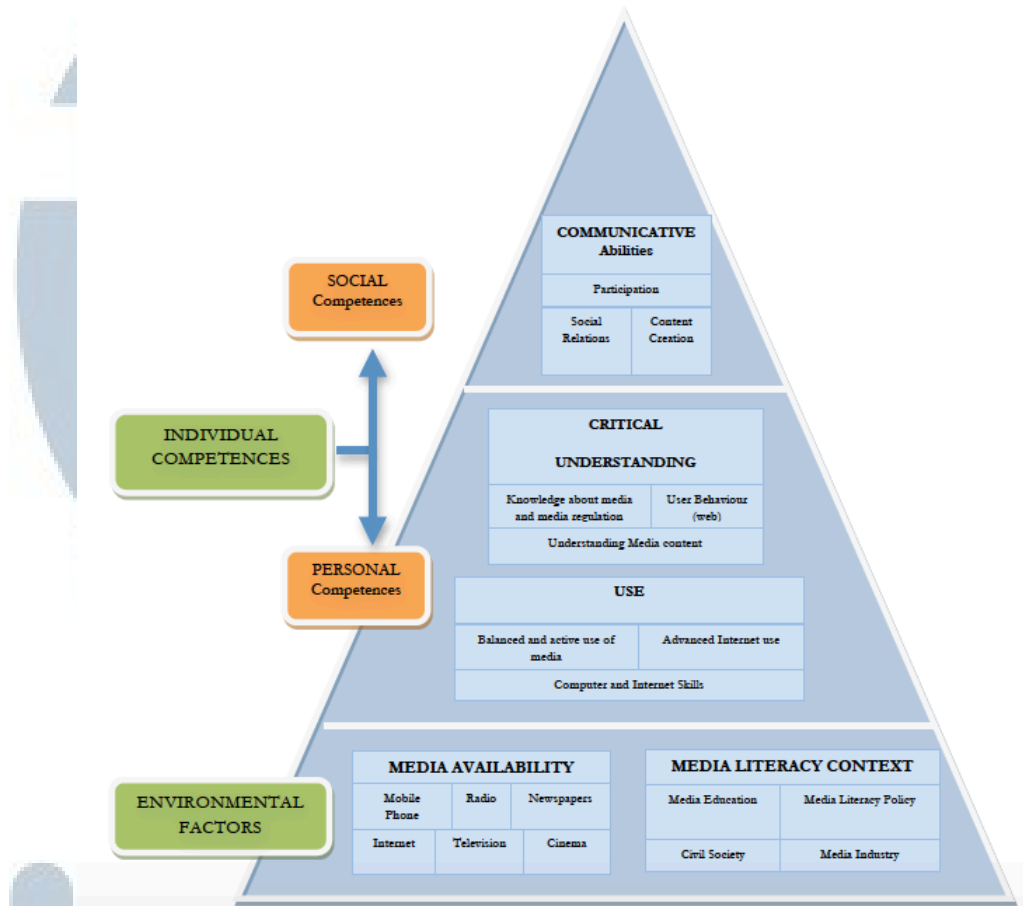 COMMUNICATIVE
Abilities
Participation
Social
Relations
Content
Creation
SOCIAL
Competences
INDIVIDUAL
COMPETENCES
PERSONAL
Competences
CRITICAL
UNDERSTANDING
Knowledge about media
and media regulation
User Behaviour
(web)
Understanding Media content
USE
Balanced and active use of
media
Advanced Internet use
Computer and Internet Skills
ENVIRONMENTAL
FACTORS
MEDIA AVAILABILITY
Mobile
Phone
Radio
Newspapers
Internet
Television
Cinema
MEDIA LITERACY CONTEXT
Media Education
Media Literacy Policy
Civil Society
Media Industry